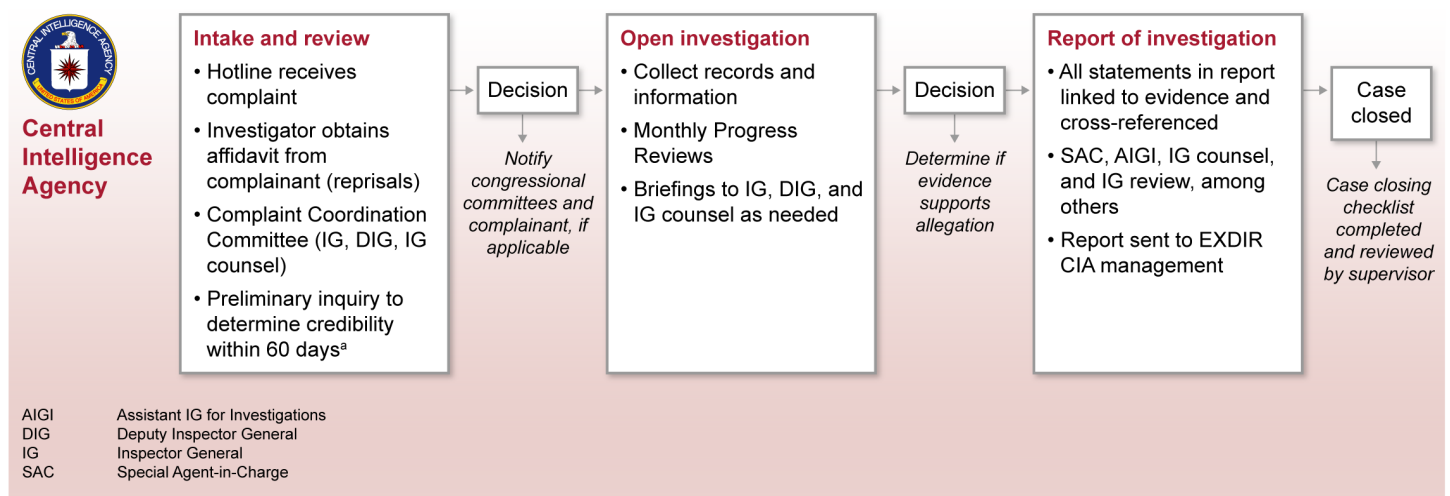 CENTRAL INTELLIGENCE AGENCY
UNITED STATES OF AMERICA
Central
Intelligence
Agency
Intake and review
• Hotline receives
complaint
• Investigator obtains
affidavit from
complainant (reprisals)
• Complaint Coordination
Committee (IG, DIG, IG
counsel)
• Preliminary inquiry to
determine credibility
within 60 daysᵃ
Decision
Notify
congressional
committees and
complainant, if
applicable
Open investigation
• Collect records and
information
• Monthly Progress
Reviews
• Briefings to IG, DIG, and
IG counsel as needed
Decision
Determine if
evidence
supports
allegation
Report of investigation
• All statements in report
linked to evidence and
cross-referenced
• SAC, AIGI, IG counsel,
and IG review, among
others
• Report sent to EXDIR
CIA management
Case
closed
Case closing
checklist
completed
and reviewed
by supervisor
AIGI Assistant IG for Investigations
DIG Deputy Inspector General
IG Inspector General
SAC Special Agent-in-Charge